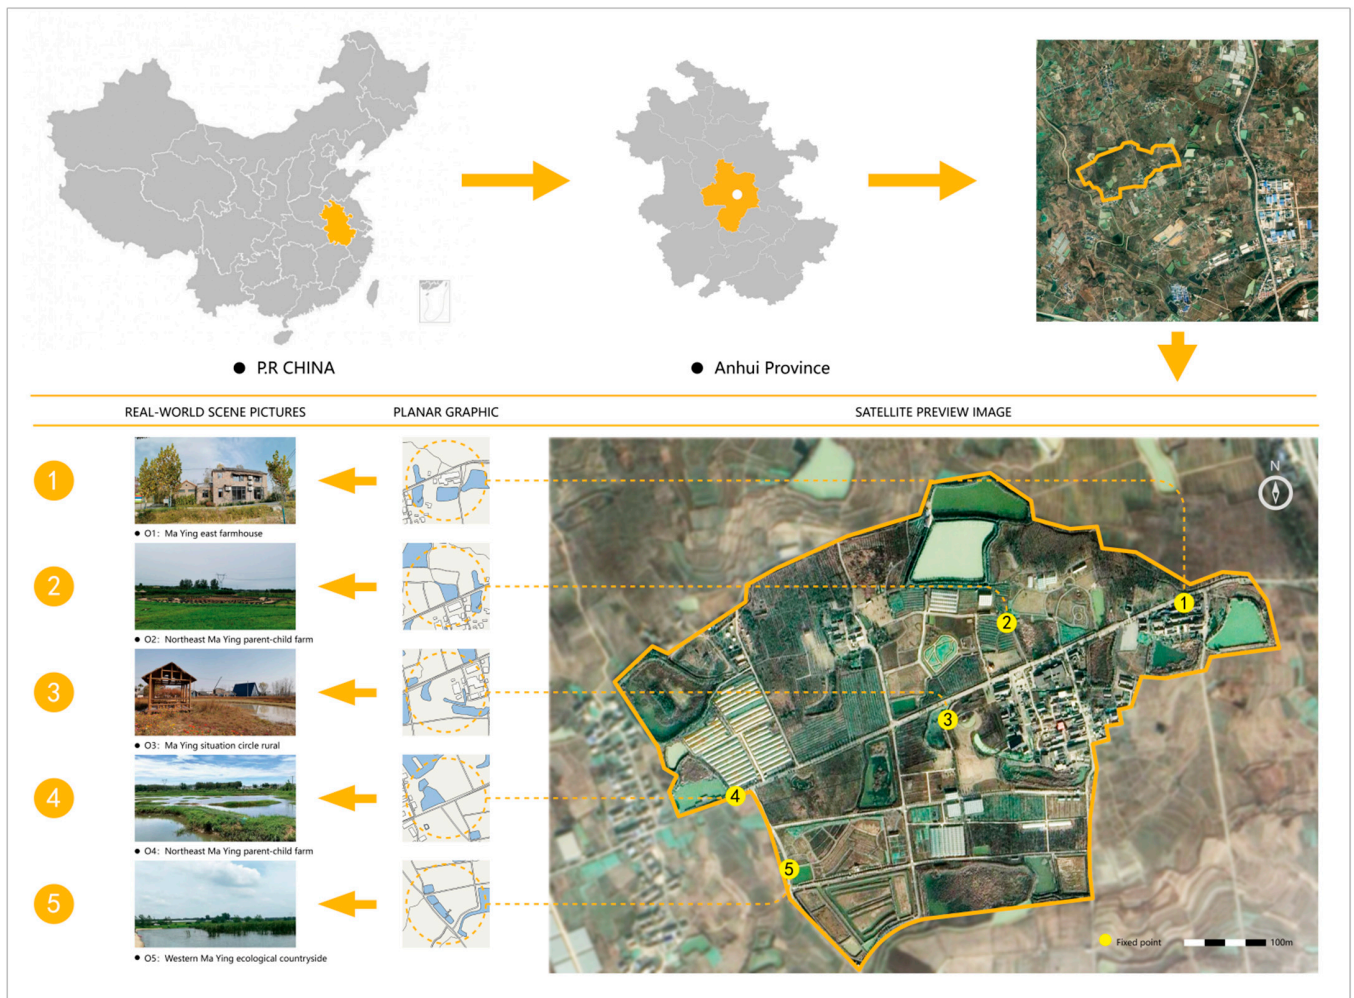 P.R CHINA
Anhui Province
REAL-WORLD SCENE PICTURES
PLANAR GRAPHIC
SATELLITE PREVIEW IMAGE
1
O1: Ma Ying east farmhouse
2
O2: Northeast Ma Ying parent-child farm
3
O3: Ma Ying situation circle rural
4
O4: Northeast Ma Ying parent-child farm
5
O5: Western Ma Ying ecological countryside
N
1
2
3
4
5
Fixed point
100m